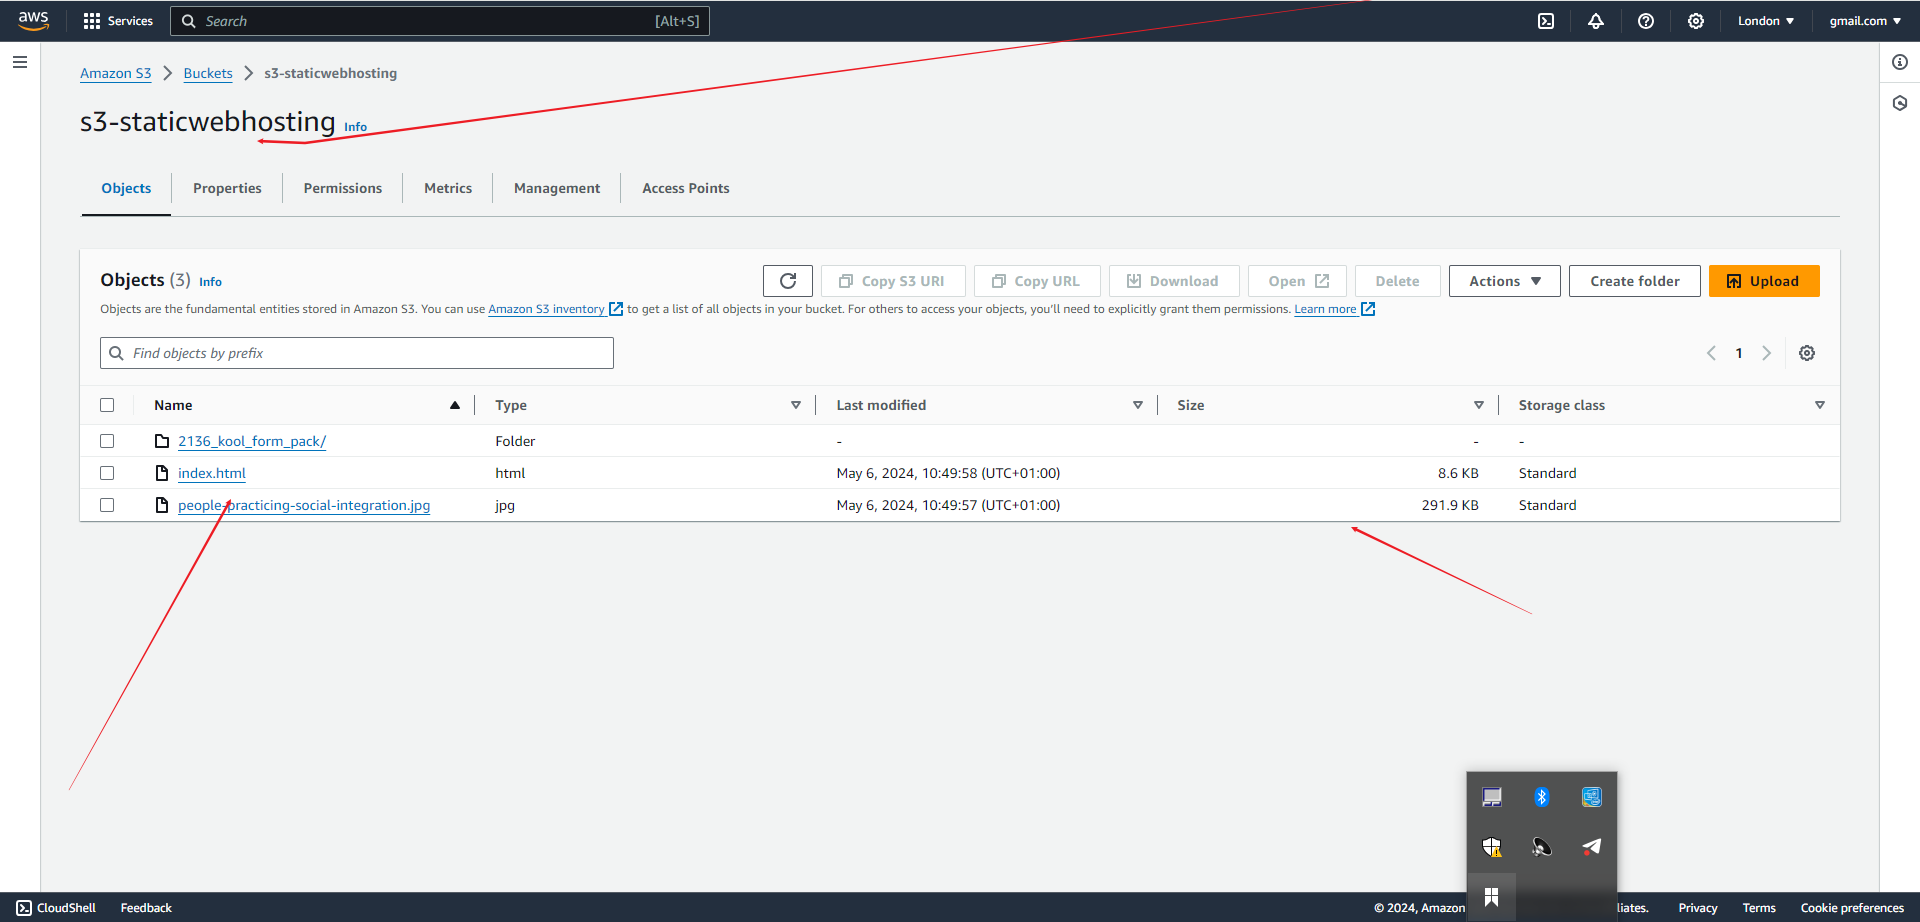 aws Services Search [Alt+S] London gmail.com
Amazon S3 Buckets s3-staticwebhosting
s3-staticwebhosting Info
Objects Properties Permissions Metrics Management Access Points
Objects (3) Info Copy S3 URI Copy URL Download Open Delete Actions Create folder Upload
Objects are the fundamental entities stored in Amazon S3. You can use Amazon S3 inventory to get a list of all objects in your bucket. For others to access your objects, you'll need to explicitly grant them permissions. Learn more
Find objects by prefix 1
Name Type Last modified Size Storage class
2136_kool_form_pack/ Folder - - -
index.html html May 6, 2024, 10:49:58 (UTC+01:00) 8.6 KB Standard
people-practicing-social-integration.jpg jpg May 6, 2024, 10:49:57 (UTC+01:00) 291.9 KB Standard
CloudShell Feedback © 2024, Amazon liates. Privacy Terms Cookie preferences